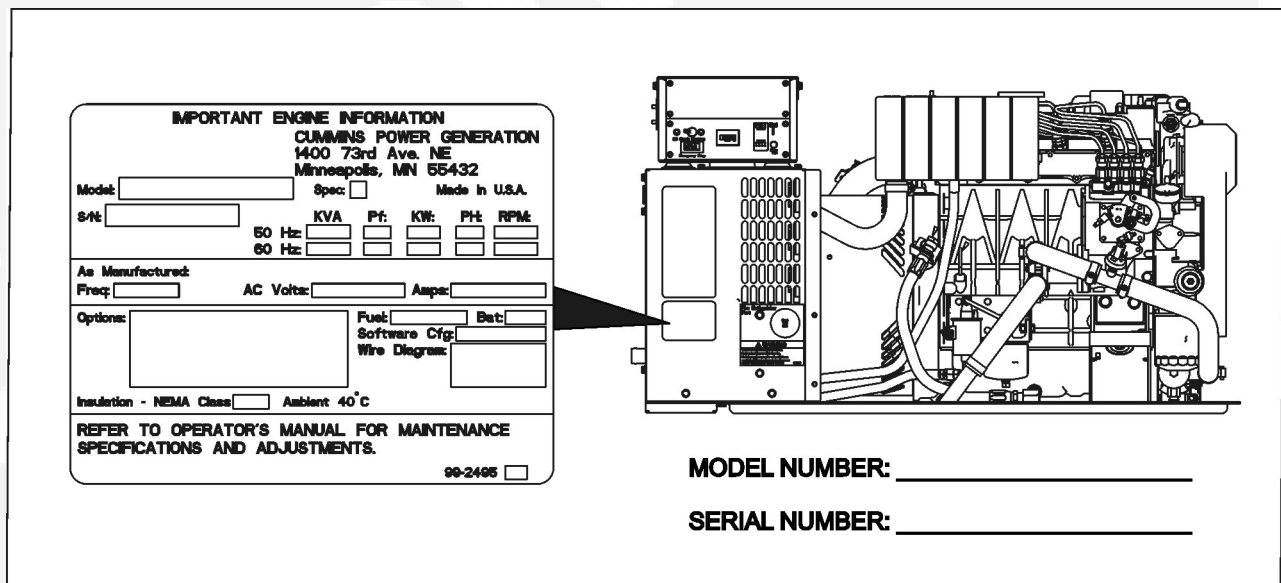 IMPORTANT ENGINE INFORMATION
CUMMINS POWER GENERATION
1400 73rd Ave. NE
Minneapolis, MN 55432
Model: Spec: Made in U.S.A.
S/N: KVA Pf: KW: PH: RPM:
50 Hz:
60 Hz:
As Manufactured:
Freq: AC Volts: Amps:
Options: Fuel: Bat:
Software Cfg:
Wire Diagram:
Insulation - NEMA Class Ambient 40°C
REFER TO OPERATOR'S MANUAL FOR MAINTENANCE
SPECIFICATIONS AND ADJUSTMENTS.
99-2495
MODEL NUMBER:
SERIAL NUMBER: